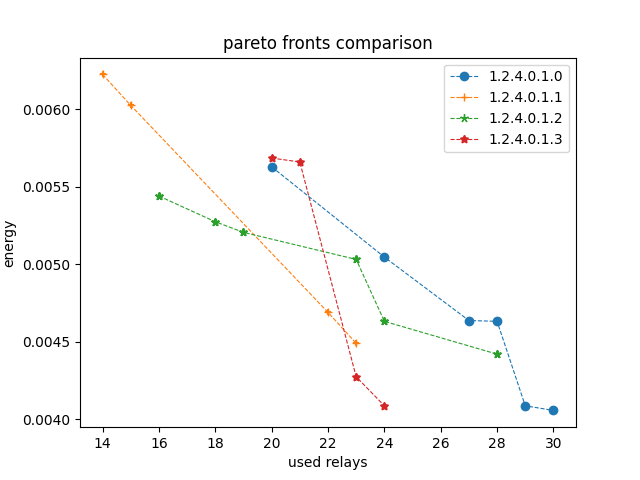 pareto fronts comparison
1.2.4.0.1.0
1.2.4.0.1.1
1.2.4.0.1.2
1.2.4.0.1.3
0.0060
0.0055
0.0050
0.0045
0.0040
energy
14 16 18 20 22 24 26 28 30
used relays